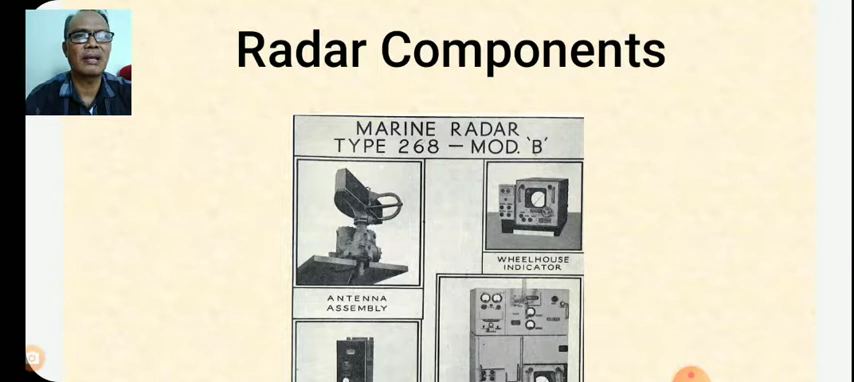 Radar Components
MARINE RADAR
TYPE 268 — MOD. 'B'
WHEELHOUSE
INDICATOR
ANTENNA
ASSEMBLY